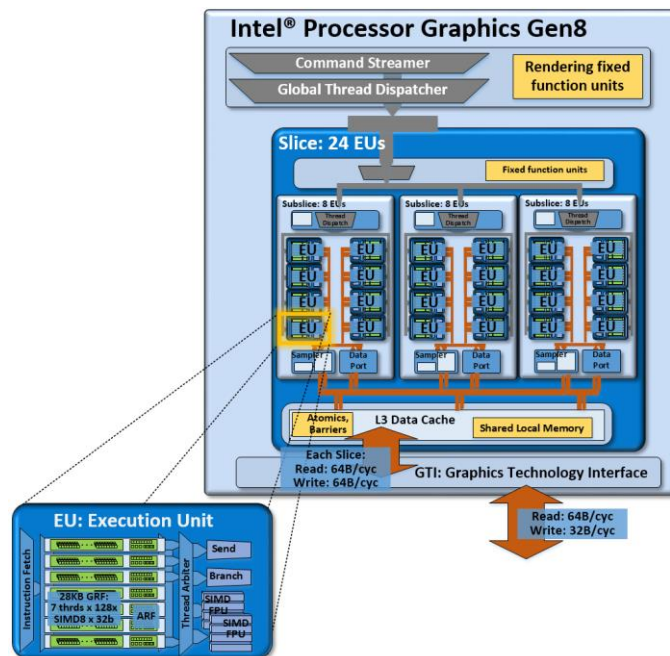 Intel® Processor Graphics Gen8
Command Streamer
Global Thread Dispatcher
Rendering fixed
function units
Slice: 24 EUs
Fixed function units
Subslice: 8 EUs
Thread
Dispatch
EU EU
EU EU
EU EU
EU EU
Sampler
Data
Port
Subslice: 8 EUs
Thread
Dispatch
EU EU
EU EU
EU EU
EU EU
Sampler
Data
Port
Subslice: 8 EUs
Thread
Dispatch
EU EU
EU EU
EU EU
EU EU
Sampler
Data
Port
Atomics,
Barriers
L3 Data Cache
Shared Local Memory
Each Slice:
Read: 64B/cyc
Write: 64B/cyc
GTI: Graphics Technology Interface
Read: 64B/cyc
Write: 32B/cyc
EU: Execution Unit
Instruction Fetch
28KB GRF:
7 thrds x 128x
SIMD8 x 32b
ARF
Thread Arbiter
Send
Branch
SIMD
FPU
SIMD
FPU